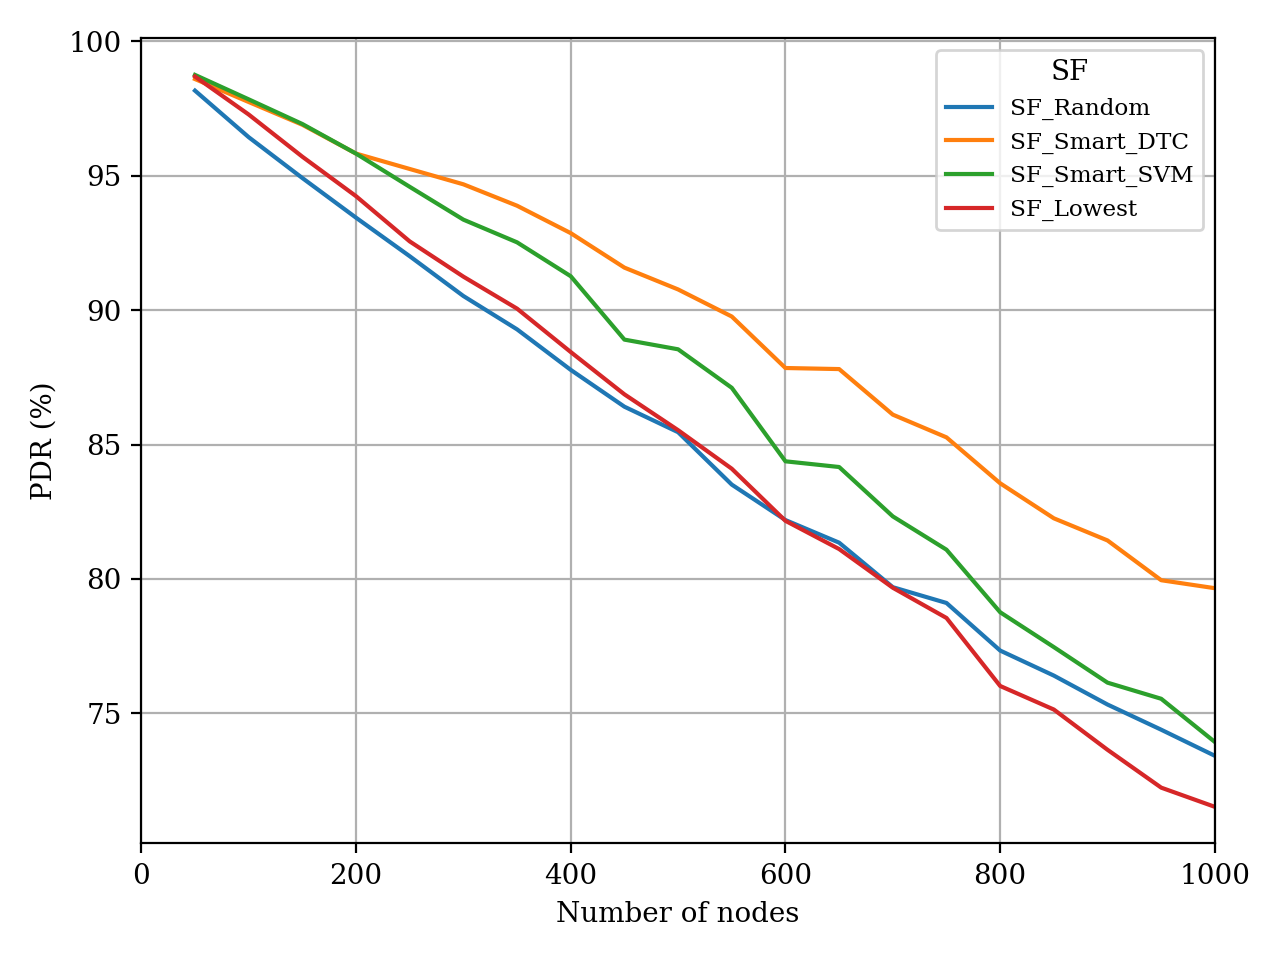 SF
SF_Random
SF_Smart_DTC
SF_Smart_SVM
SF_Lowest
100
95
90
85
80
75
PDR (%)
0 200 400 600 800 1000
Number of nodes